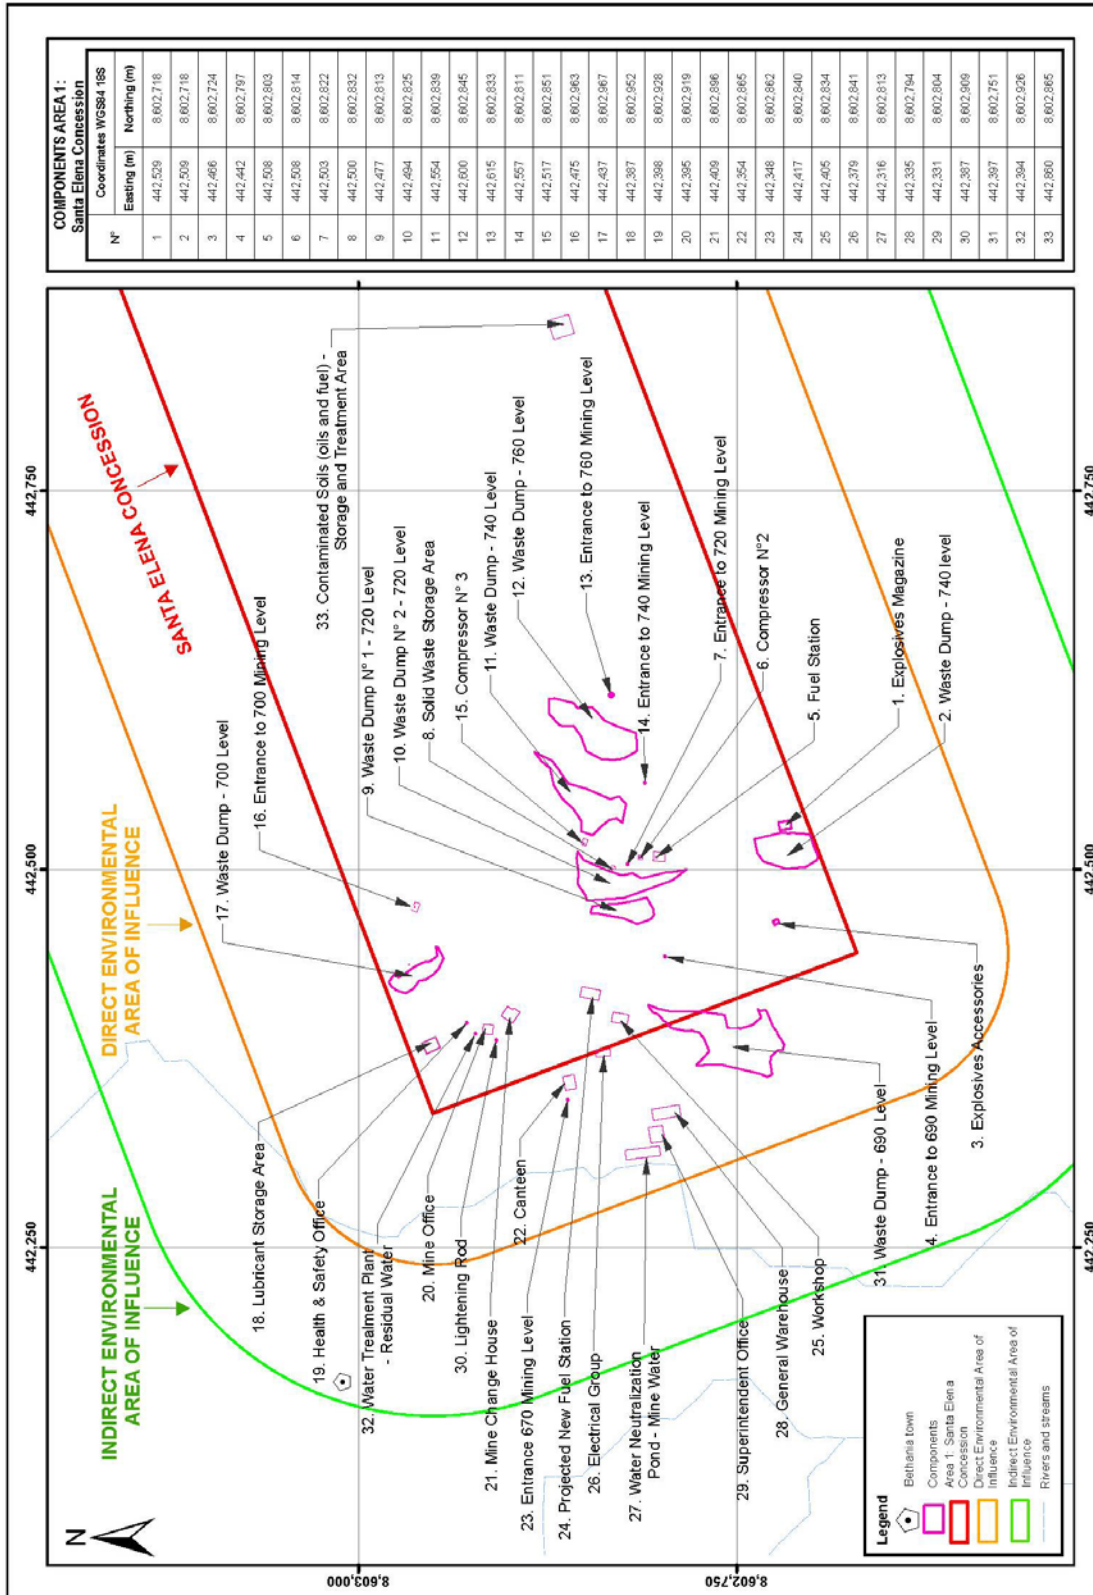 COMPONENTS AREA 1:
Santa Elena Concession
N° Coordinates WGS84 18S
Easting (m) Northing (m)
1 442,529 8,602,718
2 442,509 8,602,718
3 442,466 8,602,724
4 442,442 8,602,797
5 442,508 8,602,803
6 442,508 8,602,814
7 442,503 8,602,822
8 442,500 8,602,832
9 442,477 8,602,813
10 442,494 8,602,825
11 442,554 8,602,839
12 442,600 8,602,845
13 442,615 8,602,833
14 442,557 8,602,811
15 442,517 8,602,851
16 442,475 8,602,963
17 442,437 8,602,967
18 442,387 8,602,952
19 442,398 8,602,928
20 442,395 8,602,919
21 442,409 8,602,896
22 442,354 8,602,865
23 442,348 8,602,862
24 442,417 8,602,840
25 442,405 8,602,834
26 442,379 8,602,841
27 442,316 8,602,813
28 442,335 8,602,794
29 442,331 8,602,804
30 442,387 8,602,909
31 442,397 8,602,751
32 442,394 8,602,926
33 442,860 8,602,865
442,250
442,500
442,750
N
INDIRECT ENVIRONMENTAL
AREA OF INFLUENCE
DIRECT ENVIRONMENTAL
AREA OF INFLUENCE
SANTA ELENA CONCESSION
17. Waste Dump - 700 Level
16. Entrance to 700 Mining Level
33. Contaminated Soils (oils and fuel) -
Storage and Treatment Area
9. Waste Dump N° 1 - 720 Level
10. Waste Dump N° 2 - 720 Level
8. Solid Waste Storage Area
15. Compressor N° 3
11. Waste Dump - 740 Level
12. Waste Dump - 760 Level
13. Entrance to 760 Mining Level
14. Entrance to 740 Mining Level
7. Entrance to 720 Mining Level
6. Compressor N°2
5. Fuel Station
1. Explosives Magazine
2. Waste Dump - 740 level
18. Lubricant Storage Area
19. Health & Safety Office
32. Water Treatment Plant
- Residual Water
20. Mine Office
30. Lightening Rod
21. Mine Change House
22. Canteen
23. Entrance 670 Mining Level
24. Projected New Fuel Station
26. Electrical Group
27. Water Neutralization
Pond - Mine Water
29. Superintendent Office
28. General Warehouse
25. Workshop
31. Waste Dump - 690 Level
4. Entrance to 690 Mining Level
3. Explosives Accessories
8,603,000
8,602,750
442,250
442,500
442,750
Legend
Bethania town
Components
Area 1: Santa Elena
Concession
Direct Environmental Area of
Influence
Indirect Environmental Area of
Influence
Rivers and streams